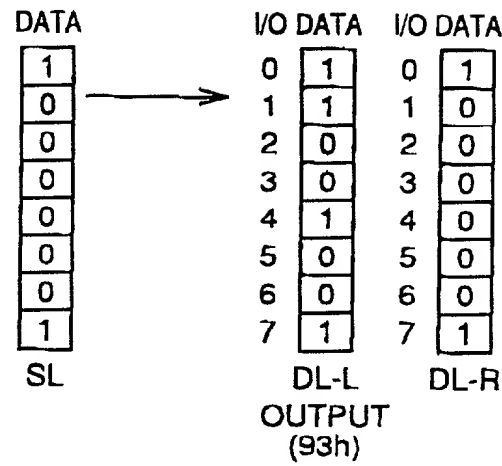 DATA I/O DATA I/O DATA
1 0 1 0 1
0 1 1 1 0
0 2 0 2 0
0 3 0 3 0
0 4 1 4 0
0 5 0 5 0
0 6 0 6 0
1 7 1 7 1
SL DL-L DL-R
OUTPUT
(93h)